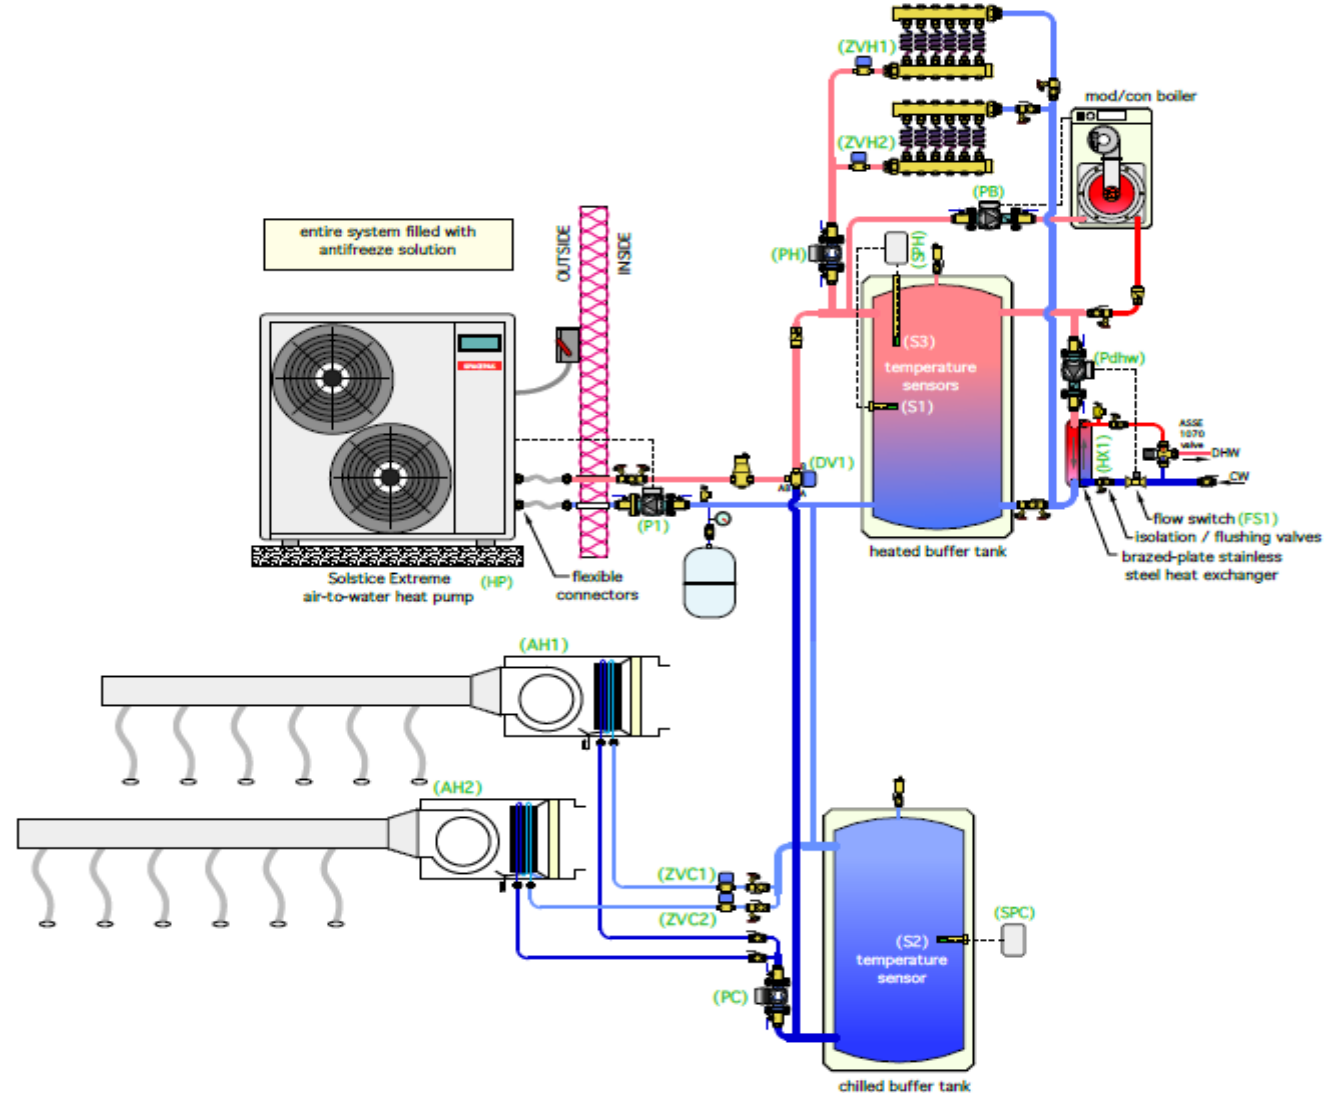 (ZVH1)
mod/con boiler
(ZVH2)
(PB)
entire system filled with
antifreeze solution
OUTSIDE
INSIDE
(PH)
(SPH)
(S3)
temperature
sensors
(S1)
(Pdhw)
ASSE
1070
valve
DHW
(HX1)
CW
(DV1)
AB
A
(P1)
flow switch (FS1)
isolation / flushing valves
brazed-plate stainless
steel heat exchanger
heated buffer tank
Solstice Extreme
air-to-water heat pump
(HP)
flexible
connectors
(AH1)
(AH2)
(ZVC1)
(ZVC2)
(SPC)
(S2)
temperature
sensor
(PC)
chilled buffer tank